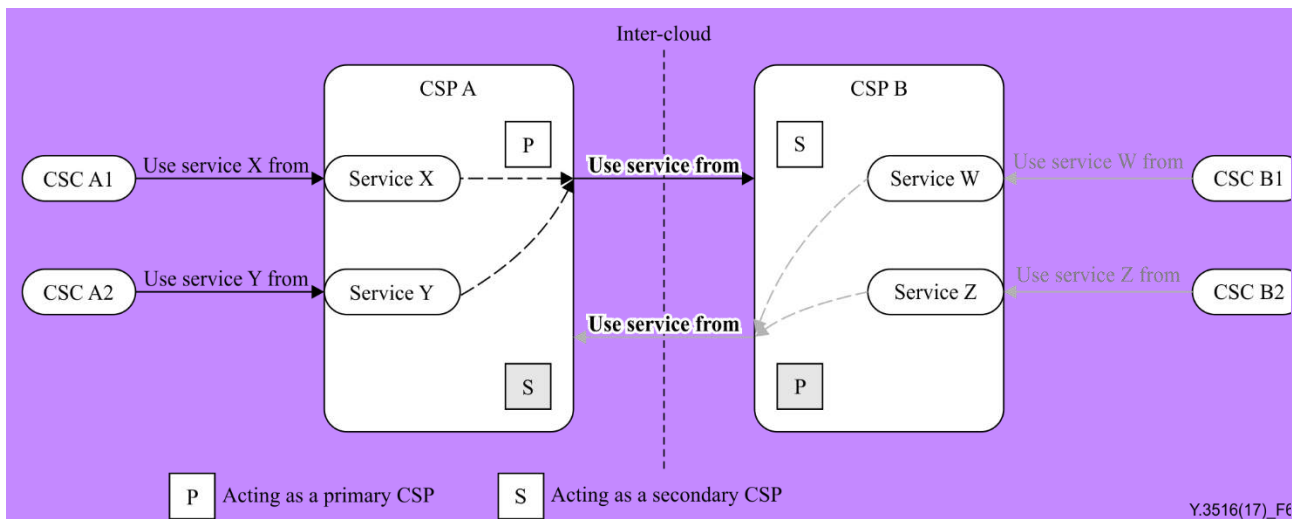 Inter-cloud
CSP A
CSP B
P
S
Use service X from
Use service from
Use service W from
CSC A1
Service X
Service W
CSC B1
Use service Y from
Use service Z from
CSC A2
Service Y
Service Z
CSC B2
Use service from
S
P
P Acting as a primary CSP
S Acting as a secondary CSP
Y.3516(17)_F6